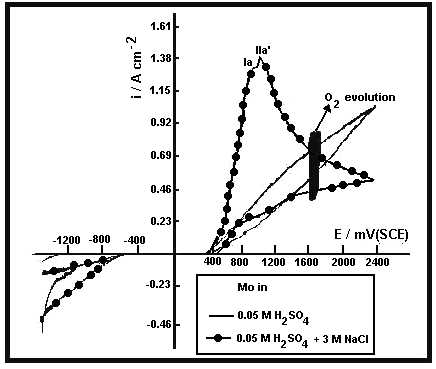 1.61
1.38
1.15
0.92
0.69
0.46
0.23
-0.23
-0.46
i / A cm-2
Ia
IIa'
O2 evolution
E / mV(SCE)
-1200 -800 -400
400 800 1200 1600 2000 2400
Mo in
0.05 M H2SO4
0.05 M H2SO4 + 3 M NaCl